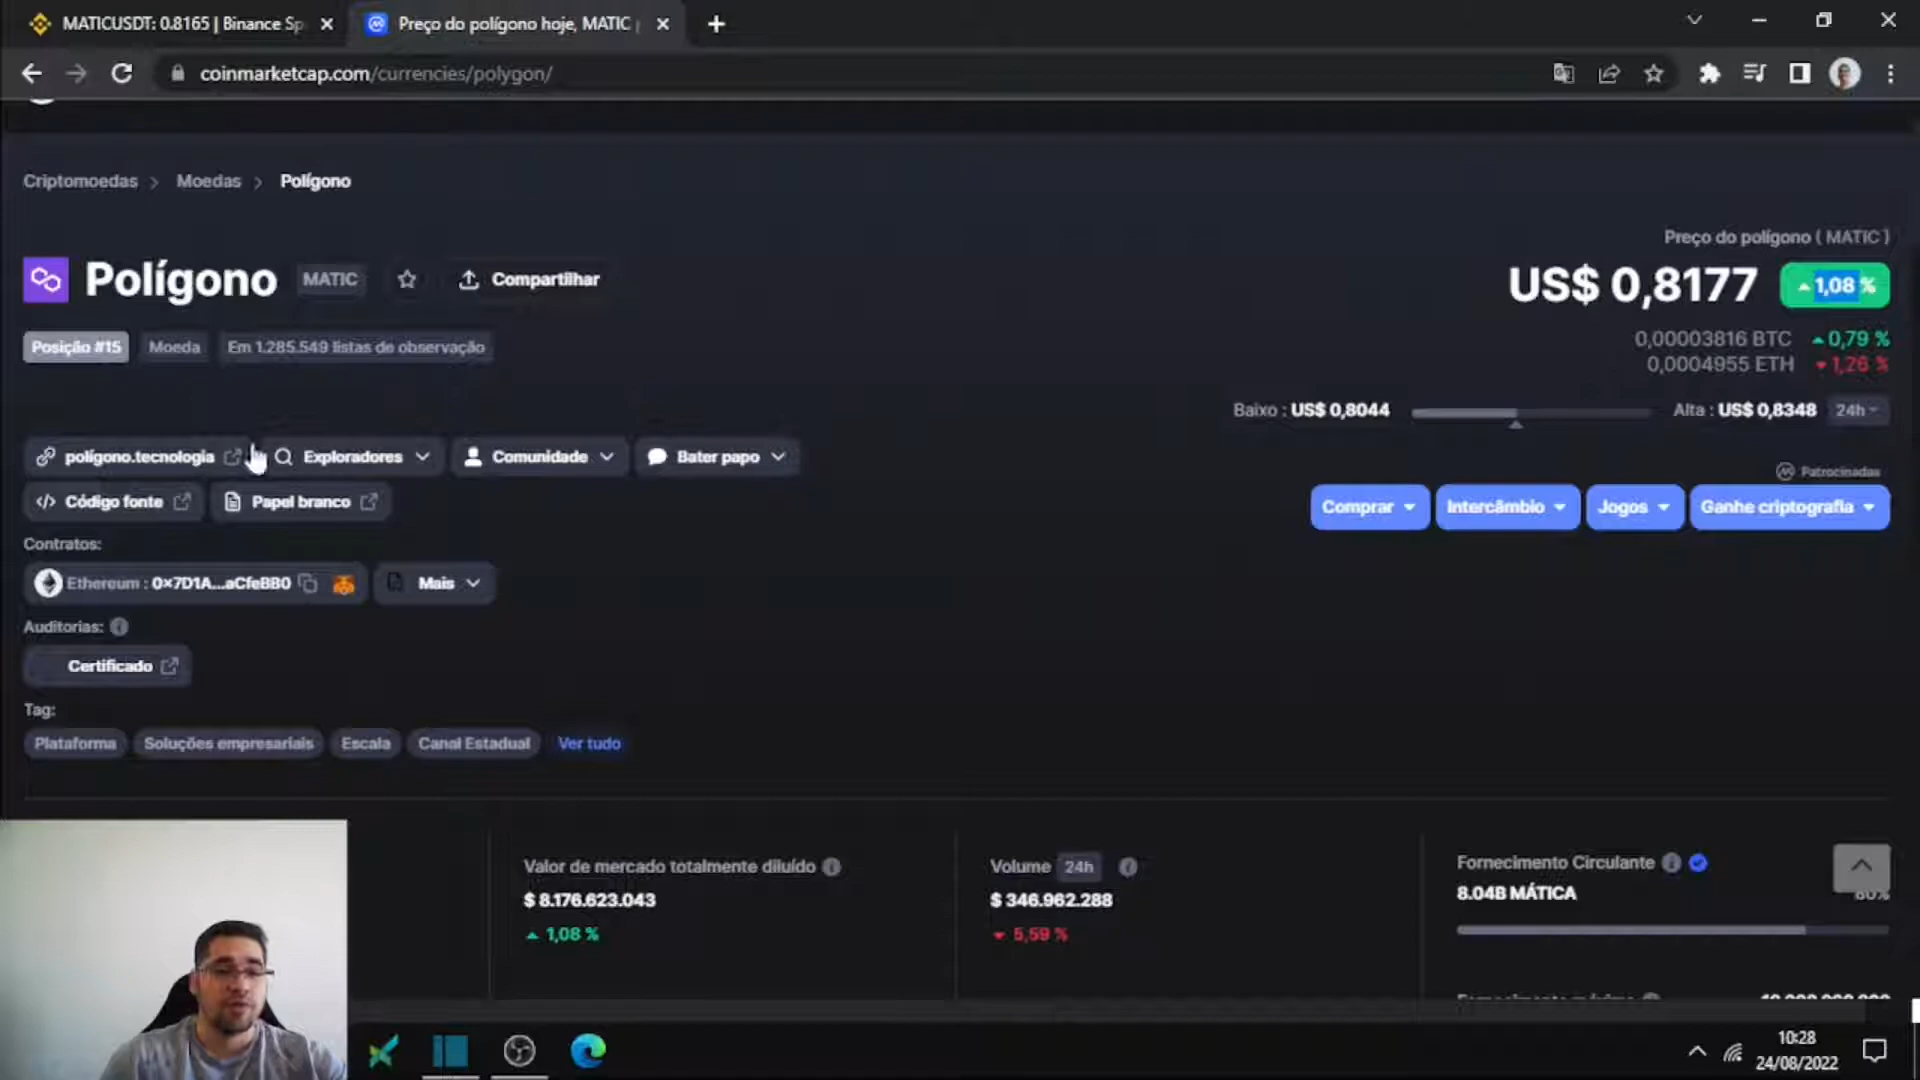 MATICUSDT: 0.8165 | Binance Sp
Preço do polígono hoje, MATIC
coinmarketcap.com/currencies/polygon/
Criptomoedas > Moedas > Polígono
Preço do polígono ( MATIC )
Polígono MATIC Compartilhar
US$ 0,8177 1,08 %
Posição #15 Moeda Em 1.285.549 listas de observação
0,00003816 BTC 0,79 %
0,0004955 ETH 1,26 %
Baixo : US$ 0,8044 Alta : US$ 0,8348 24h
polígono.tecnologia Exploradores Comunidade Bater papo
Patrocinadas
Código fonte Papel branco
Comprar Intercâmbio Jogos Ganhe criptografia
Contratos:
Ethereum : 0x7D1A...aCfeBB0 Mais
Auditorias:
Certificado
Tag:
Plataforma Soluções empresariais Escala Canal Estadual Ver tudo
Valor de mercado totalmente diluído
$ 8.176.623.043
1,08 %
Volume 24h
$ 346.962.288
5,59 %
Fornecimento Circulante
8.04B MÁTICA
80%
10:28
24/08/2022